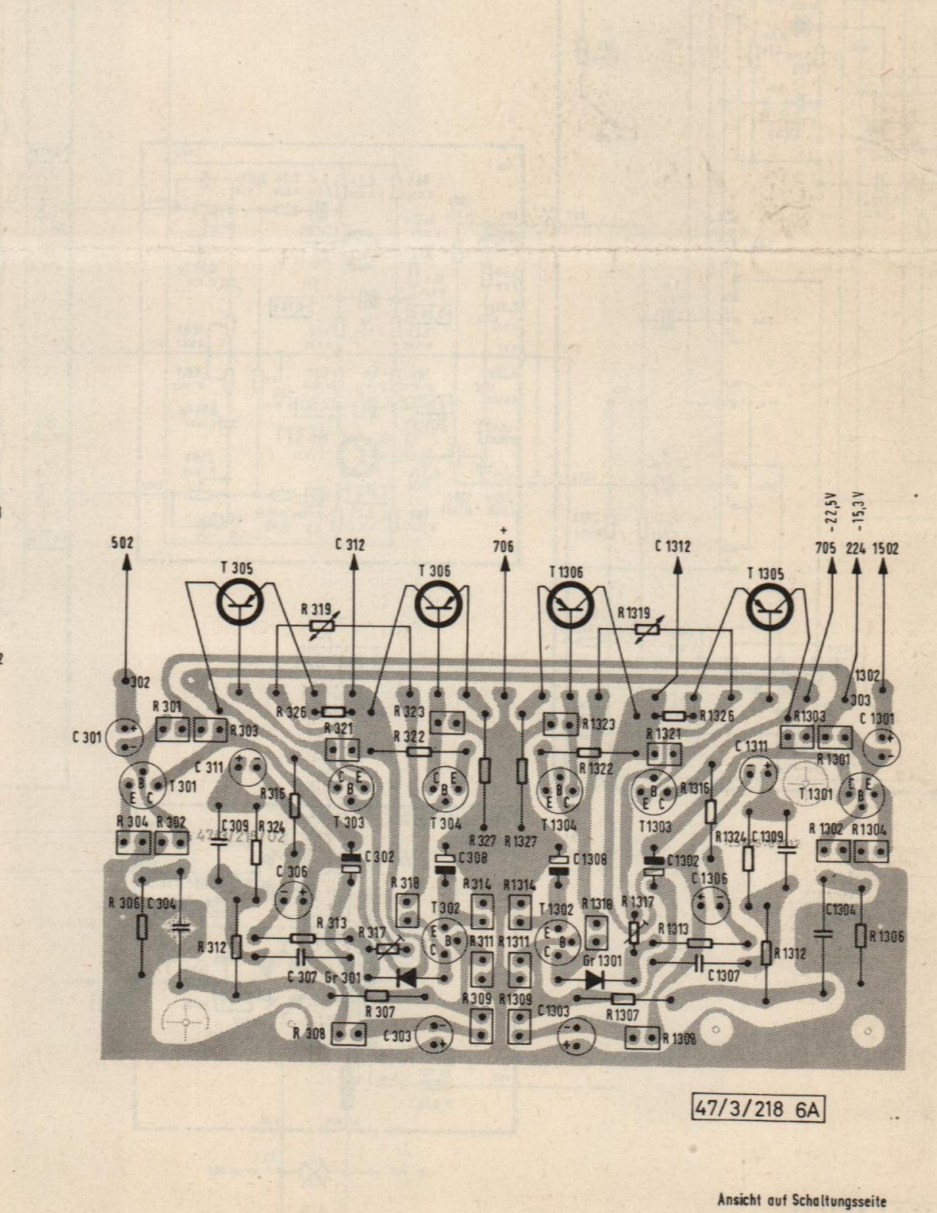 502
C 312
+
706
C 1312
705 -22,5V
224 -15,3 V
1502
T 305
T 306
T 1306
T 1305
R 319
R 1319
302
1302
303
R 301
R 303
R 326
R 321
R 323
R 322
R 1323
R 1322
R 1321
R 1326
R 1303
R 1301
C 1301
C 301
C 311
C 1311
T 301
E B C
R 316
C E B
T 303
C E B
T 304
R 327
R 1327
C E B
T 1304
C E B
T 1303
R 1316
T 1301
E B C
R 304
R 302
C 309
R 324
C 302
C 308
C 1308
C 1302
R 1324
C 1309
R 1302
R 1304
R 306
C 304
C 306
R 318
R 314
R 1314
R 1318
R 1317
C 1306
C 1304
R 1306
R 312
R 313
R 317
T 302
E B C
R 311
R 1311
T 1302
E B C
R 1313
R 1312
C 307
Gr 301
Gr 1301
C 1307
R 307
R 309
R 1309
C 1303
R 1307
R 308
C 303
R 1308
47/3/218 6A
Ansicht auf Schaltungsseite